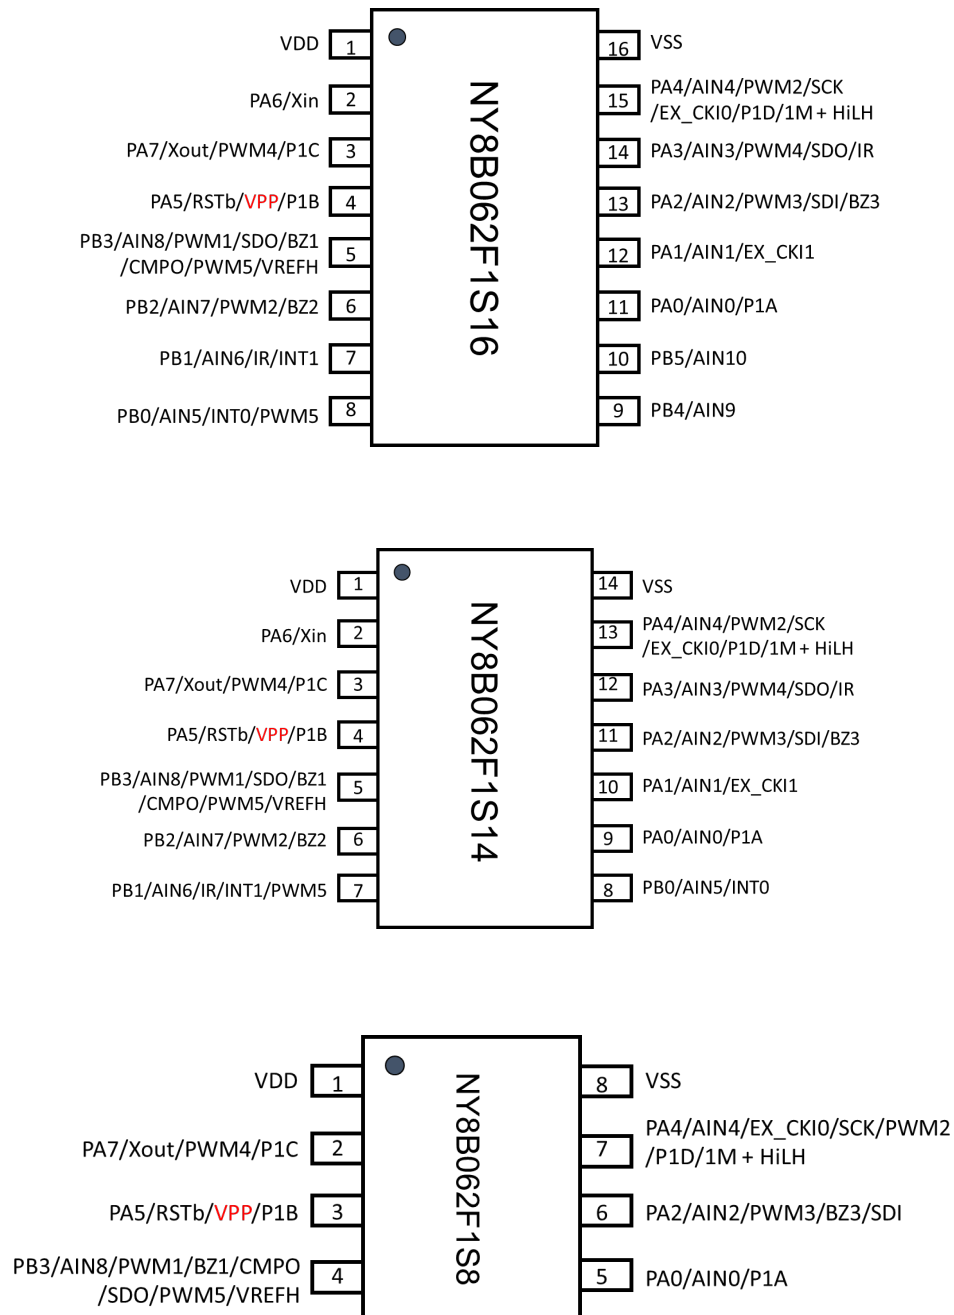 VDD 1 16 VSS
PA6/Xin 2 15 PA4/AIN4/PWM2/SCK
/EX_CKI0/P1D/1M + HiLH
PA7/Xout/PWM4/P1C 3 14 PA3/AIN3/PWM4/SDO/IR
PA5/RSTb/VPP/P1B 4 13 PA2/AIN2/PWM3/SDI/BZ3
PB3/AIN8/PWM1/SDO/BZ1
/CMPO/PWM5/VREFH 5 12 PA1/AIN1/EX_CKI1
PB2/AIN7/PWM2/BZ2 6 11 PA0/AIN0/P1A
PB1/AIN6/IR/INT1 7 10 PB5/AIN10
PB0/AIN5/INT0/PWM5 8 9 PB4/AIN9
NY8B062F1S16
VDD 1 14 VSS
PA6/Xin 2 13 PA4/AIN4/PWM2/SCK
/EX_CKI0/P1D/1M + HiLH
PA7/Xout/PWM4/P1C 3 12 PA3/AIN3/PWM4/SDO/IR
PA5/RSTb/VPP/P1B 4 11 PA2/AIN2/PWM3/SDI/BZ3
PB3/AIN8/PWM1/SDO/BZ1
/CMPO/PWM5/VREFH 5 10 PA1/AIN1/EX_CKI1
PB2/AIN7/PWM2/BZ2 6 9 PA0/AIN0/P1A
PB1/AIN6/IR/INT1/PWM5 7 8 PB0/AIN5/INT0
NY8B062F1S14
VDD 1 8 VSS
PA7/Xout/PWM4/P1C 2 7 PA4/AIN4/EX_CKI0/SCK/PWM2
/P1D/1M + HiLH
PA5/RSTb/VPP/P1B 3 6 PA2/AIN2/PWM3/BZ3/SDI
PB3/AIN8/PWM1/BZ1/CMPO
/SDO/PWM5/VREFH 4 5 PA0/AIN0/P1A
NY8B062F1S8